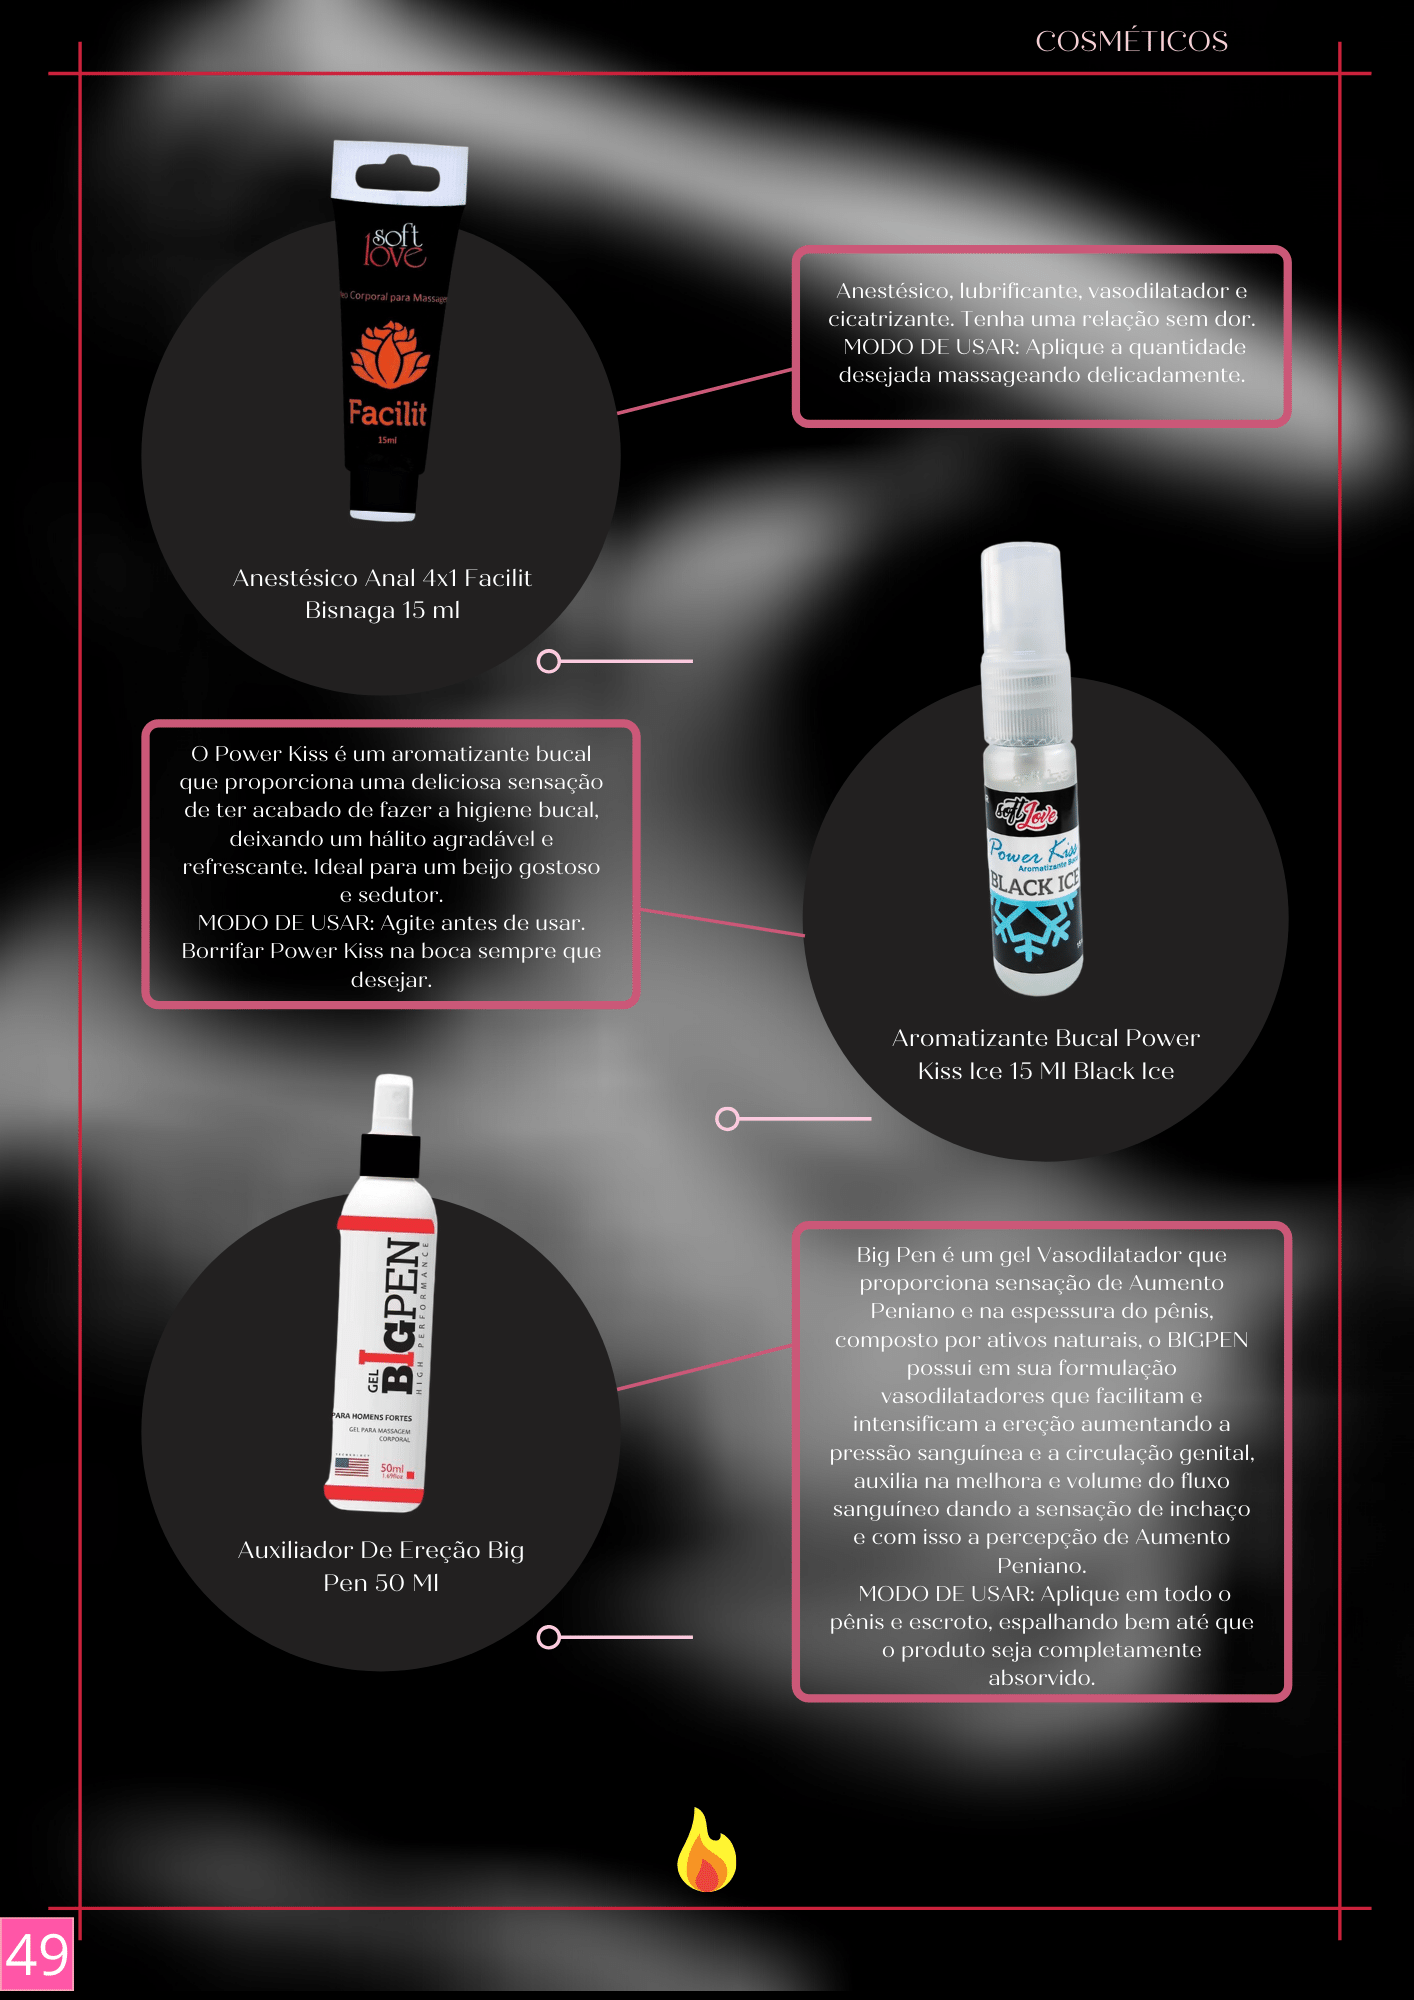 COSMÉTICOS
soft
love
Corporal para Massagem
Facilit
15ml
Anestésico, lubrificante, vasodilatador e
cicatrizante. Tenha uma relação sem dor.
MODO DE USAR: Aplique a quantidade
desejada massageando delicadamente.
Anestésico Anal 4x1 Facilit
Bisnaga 15 ml
O Power Kiss é um aromatizante bucal
que proporciona uma deliciosa sensação
de ter acabado de fazer a higiene bucal,
deixando um hálito agradável e
refrescante. Ideal para um beijo gostoso
e sedutor.
MODO DE USAR: Agite antes de usar.
Borrifar Power Kiss na boca sempre que
desejar.
soft Love
Power Kiss
Aromatizante Bucal
BLACK ICE
Aromatizante Bucal Power
Kiss Ice 15 Ml Black Ice
GEL
BIGPEN
HIGH PERFORMANCE
PARA HOMENS FORTES
GEL PARA MASSAGEM
CORPORAL
50ml
1.69floz
Auxiliador De Ereção Big
Pen 50 Ml
Big Pen é um gel Vasodilatador que
proporciona sensação de Aumento
Peniano e na espessura do pênis,
composto por ativos naturais, o BIGPEN
possui em sua formulação
vasodilatadores que facilitam e
intensificam a ereção aumentando a
pressão sanguínea e a circulação genital,
auxilia na melhora e volume do fluxo
sanguíneo dando a sensação de inchaço
e com isso a percepção de Aumento
Peniano.
MODO DE USAR: Aplique em todo o
pênis e escroto, espalhando bem até que
o produto seja completamente
absorvido.
49